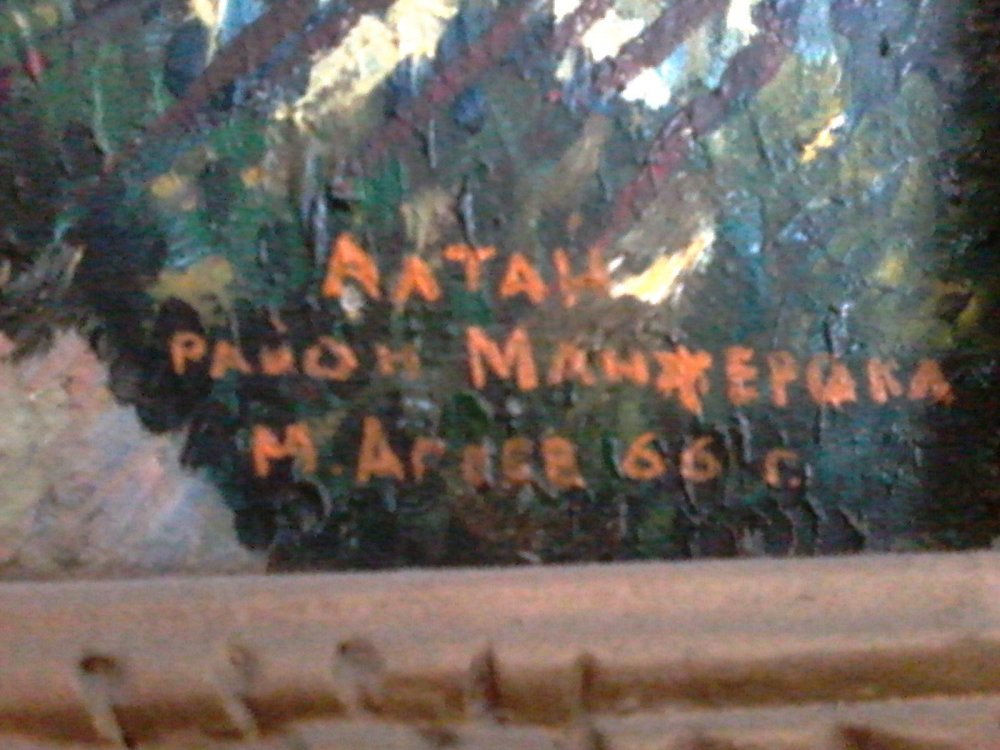 Алтай
район Манжерока
М. Агеев 66 г.